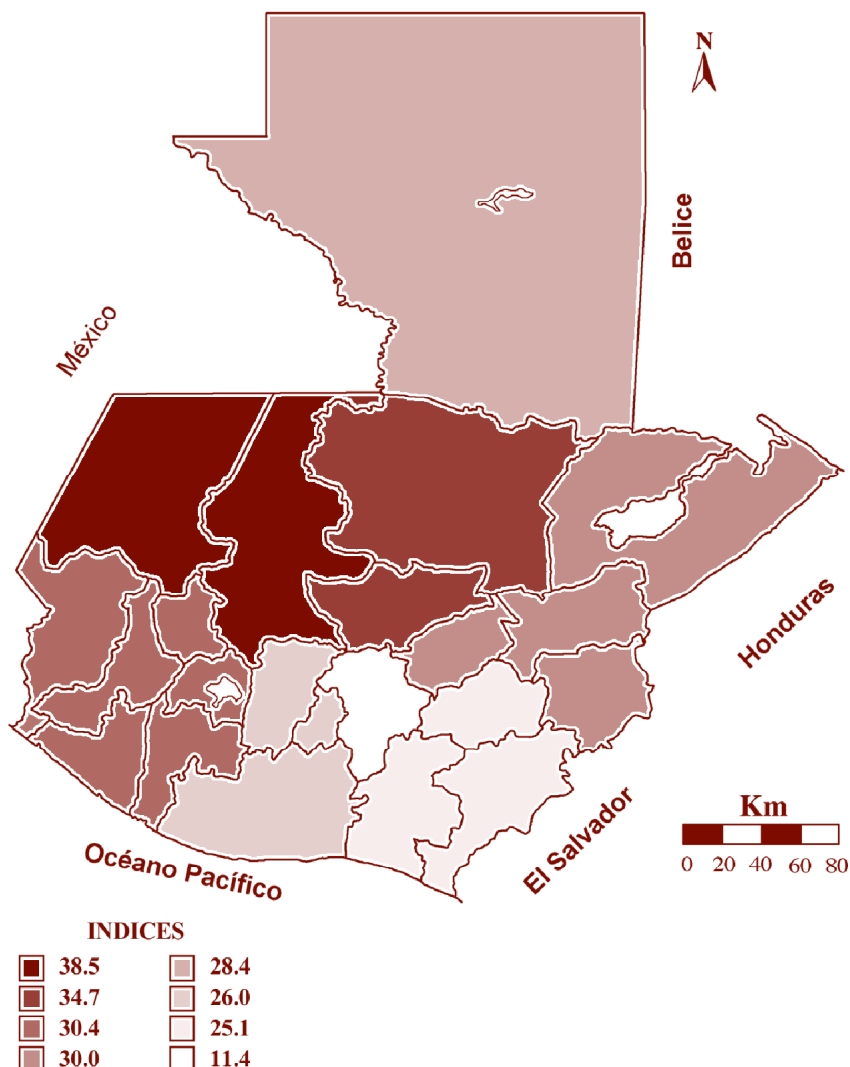 N
Belice
México
Honduras
El Salvador
Océano Pacífico
Km
0 20 40 60 80
INDICES
38.5 28.4
34.7 26.0
30.4 25.1
30.0 11.4